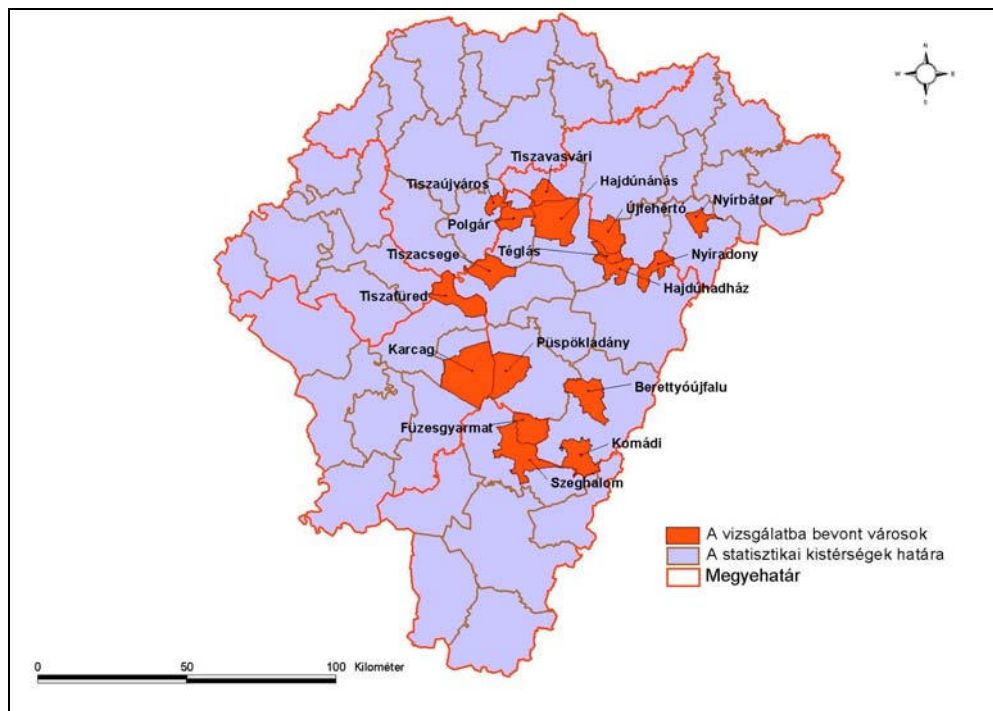 N
W
E
S
Tiszavasvári
Tiszaújváros
Hajdúnánás
Nyírbátor
Újfehértó
Polgár
Téglás
Nyíradony
Tiszacsege
Hajdúhadház
Tiszafüred
Karcag
Püspökladány
Berettyóújfalu
Füzesgyarmat
Komádi
Szeghalom
A vizsgálatba bevont városok
A statisztikai kistérségek határa
Megyehatár
0 50 100 Kilométer